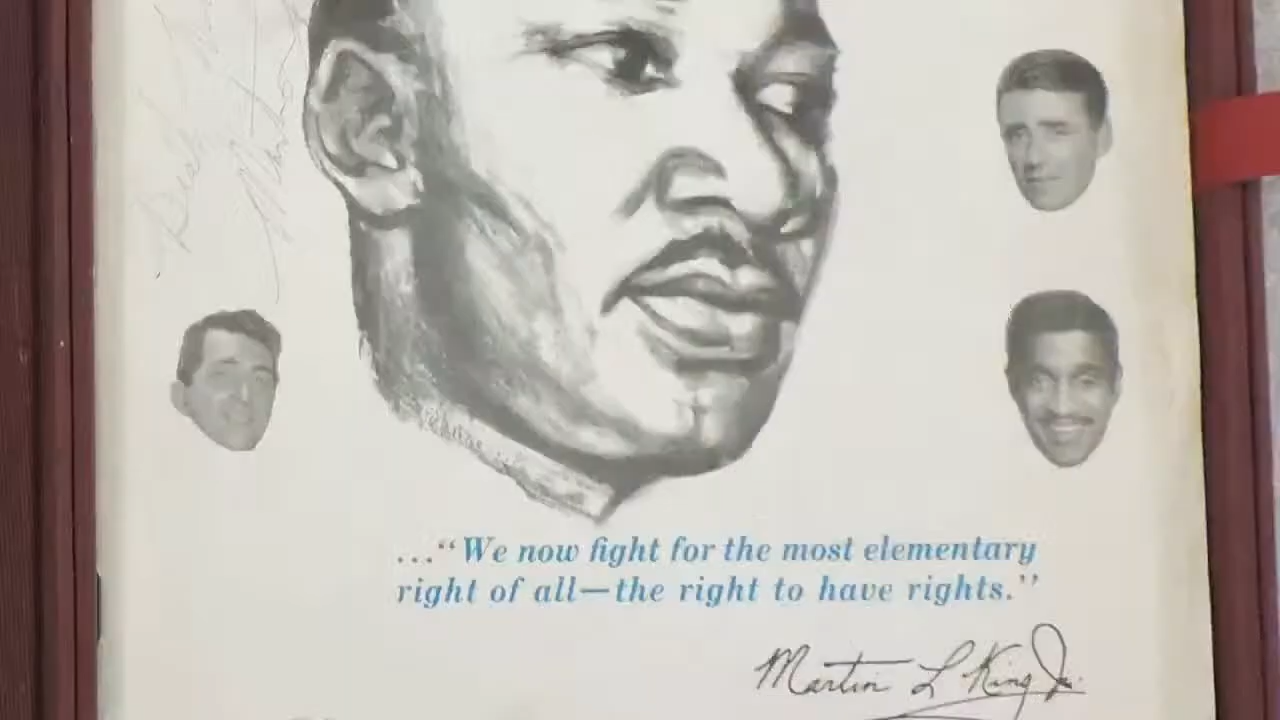 ..."We now fight for the most elementary
right of all—the right to have rights."
Martin L King Jr.